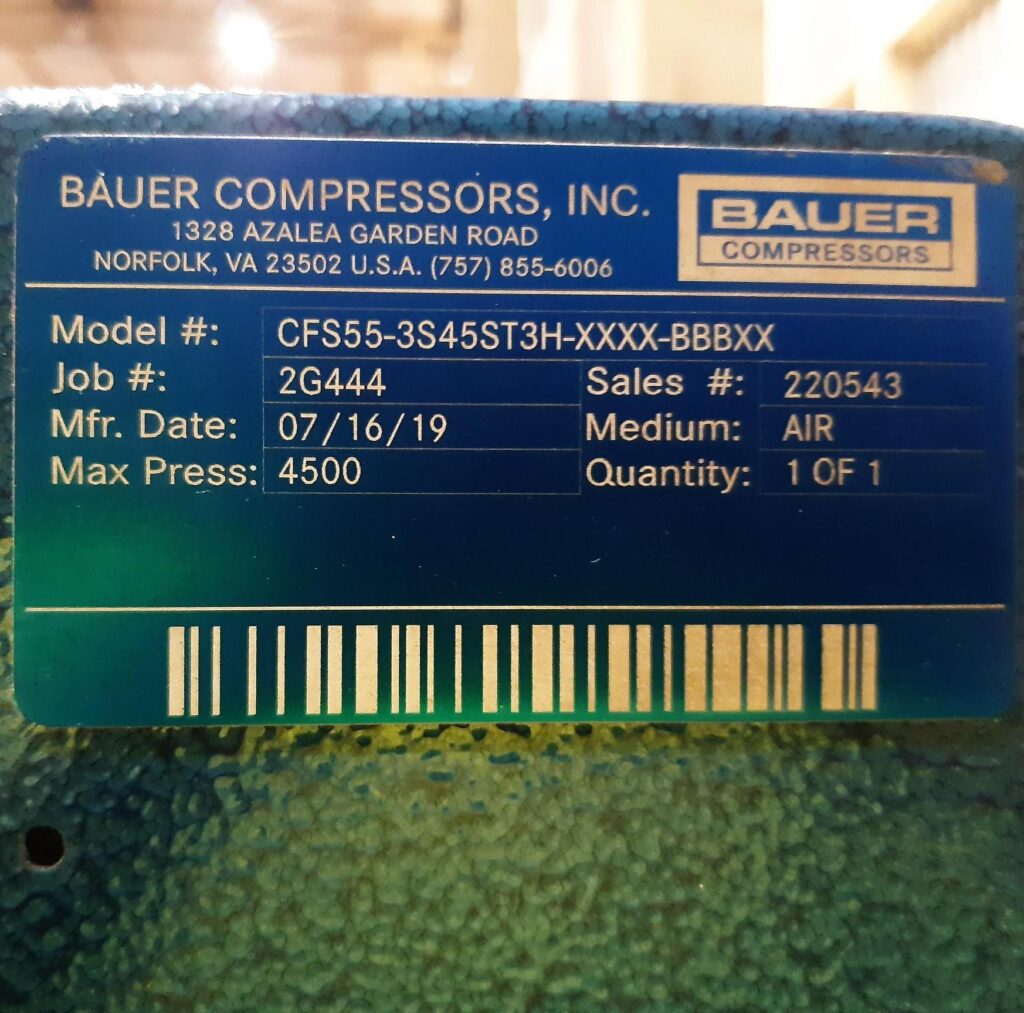 BAUER COMPRESSORS, INC.
1328 AZALEA GARDEN ROAD
NORFOLK, VA 23502 U.S.A. (757) 855-6006
BAUER
COMPRESSORS
Model #: CFS55-3S45ST3H-XXXX-BBBXX
Job #: 2G444 Sales #: 220543
Mfr. Date: 07/16/19 Medium: AIR
Max Press: 4500 Quantity: 1 OF 1